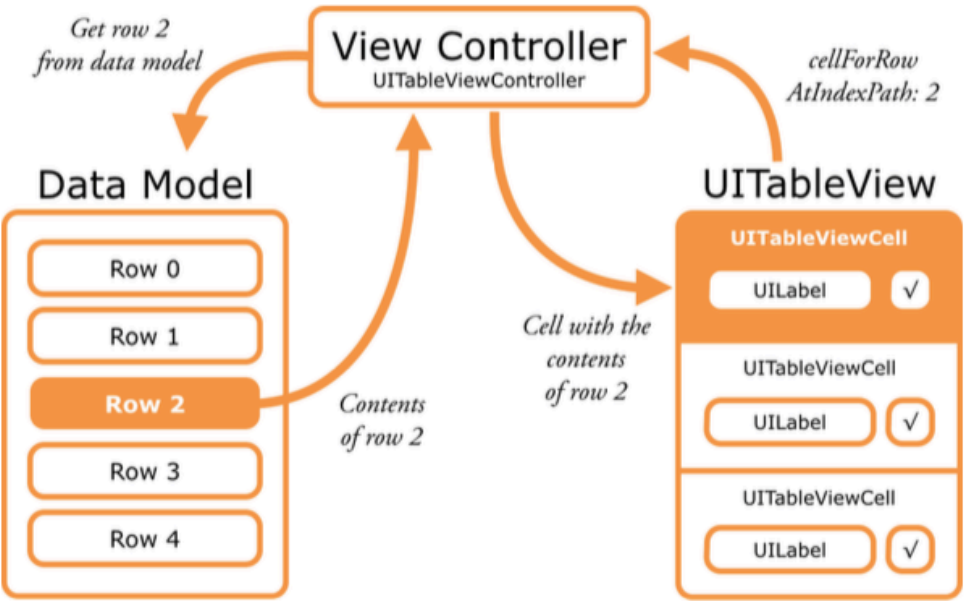 Get row 2
from data model
View Controller
UITableViewController
cellForRow
AtIndexPath: 2
Data Model
Row 0
Row 1
Row 2
Row 3
Row 4
Contents
of row 2
Cell with the
contents
of row 2
UITableView
UITableViewCell
UILabel √
UITableViewCell
UILabel √
UITableViewCell
UILabel √